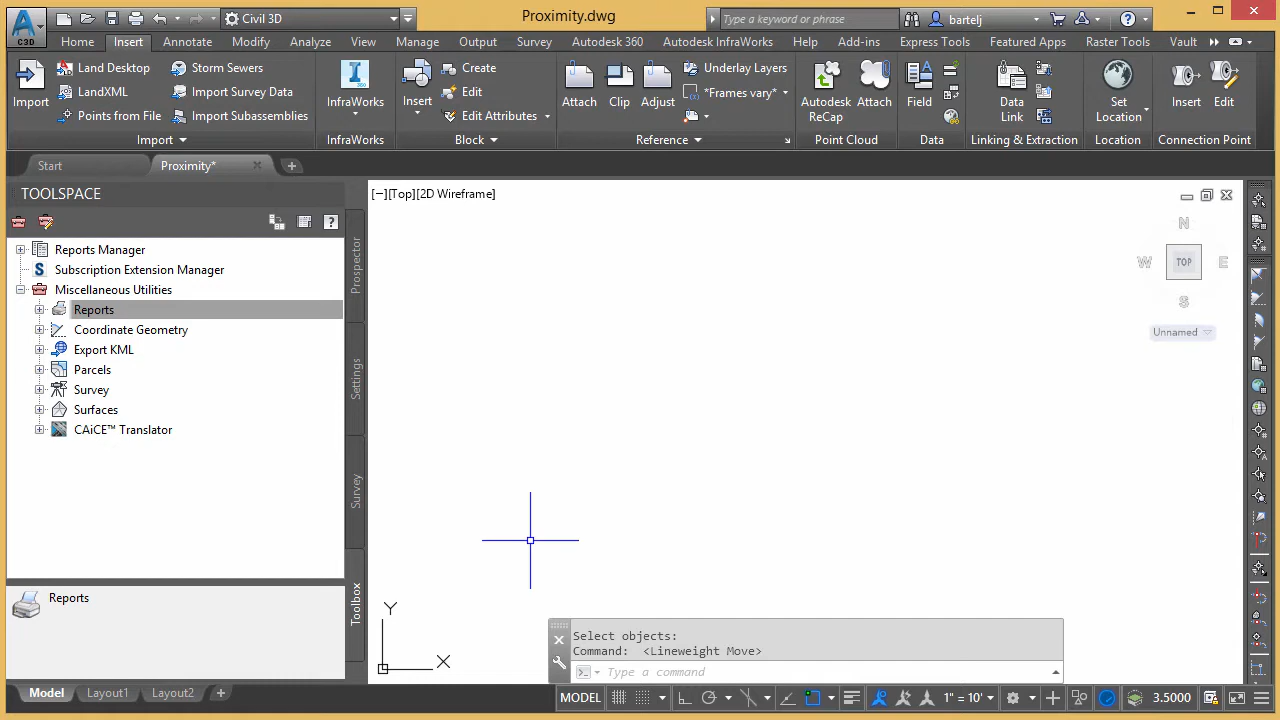 Civil 3D
Proximity.dwg
Type a keyword or phrase
bartelj
?
C3D
Home Insert Annotate Modify Analyze View Manage Output Survey Autodesk 360 Autodesk InfraWorks Help Add-ins Express Tools Featured Apps Raster Tools Vault
Import
Land Desktop
LandXML
Points from File
Storm Sewers
Import Survey Data
Import Subassemblies
InfraWorks
Insert
Create
Edit
Edit Attributes
Attach
Clip
Adjust
Underlay Layers
*Frames vary*
Autodesk
ReCap
Attach
Field
Data
Link
Set
Location
Insert
Edit
Import InfraWorks Block Reference Point Cloud Data Linking & Extraction Location Connection Point
Start Proximity*
TOOLSPACE
?
[−][Top][2D Wireframe]
Reports Manager
Subscription Extension Manager
Miscellaneous Utilities
Reports
Coordinate Geometry
Export KML
Parcels
Survey
Surfaces
CAiCE™ Translator
Prospector
Settings
Survey
Toolbox
N
W TOP E
S
Unnamed
Reports
Y
X
Select objects:
Command: <Lineweight Move>
Type a command
Model Layout1 Layout2
MODEL 1" = 10' 3.5000